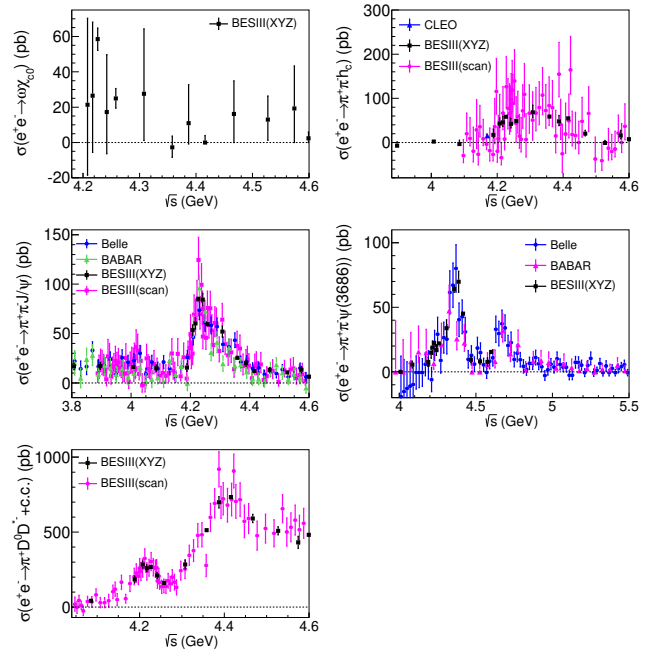 σ(e⁺e⁻→ωχc0) (pb)
60
40
20
0
-20
BESIII(XYZ)
4.2 4.3 4.4 4.5 4.6
√s (GeV)
σ(e⁺e⁻→π⁺π⁻hc) (pb)
300
200
100
0
-100
CLEO
BESIII(XYZ)
BESIII(scan)
4 4.2 4.4 4.6
√s (GeV)
σ(e⁺e⁻→π⁺π⁻J/ψ) (pb)
150
100
50
0
Belle
BABAR
BESIII(XYZ)
BESIII(scan)
3.8 4.0 4.2 4.4 4.6
√s (GeV)
σ(e⁺e⁻→π⁺π⁻ψ(3686)) (pb)
100
50
0
Belle
BABAR
BESIII(XYZ)
4 4.5 5 5.5
√s (GeV)
σ(e⁺e⁻→π⁺D⁰D*⁻+c.c.) (pb)
1000
500
0
BESIII(XYZ)
BESIII(scan)
4.2 4.4 4.6
√s (GeV)